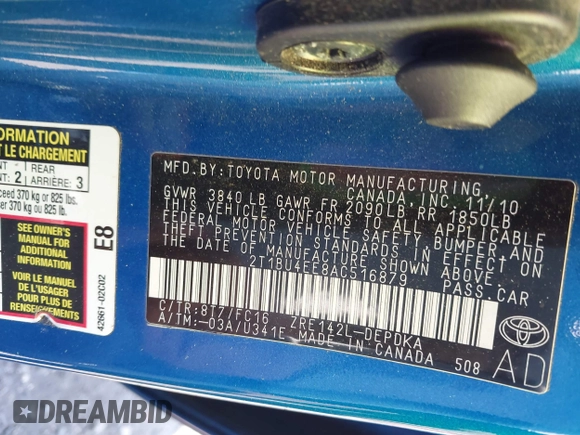 ORMATION
T LE CHARGEMENT
REAR
: 2 ARRIÈRE: 3
ceed 370 kg or 825 lbs.
er 370 kg ou 825 lb.
SEE OWNER'S
MANUAL FOR
ADDITIONAL
INFORMATION
VOIR LE MANUEL
DE L'USAGER
POUR PLUS DE
RENSEIGNEMENTS
E8
42661-02C02
MFD.BY:TOYOTA MOTOR MANUFACTURING,
CANADA, INC. 11/10
GVWR 3840 LB GAWR FR 2090LB RR 1850LB
THIS VEHICLE CONFORMS TO ALL APPLICABLE
FEDERAL MOTOR VEHICLE SAFETY, BUMPER, AND
THEFT PREVENTION STANDARDS IN EFFECT ON
THE DATE OF MANUFACTURE SHOWN ABOVE.
2T1BU4EE8AC516879
PASS.CAR
C/TR:8T7/FC16 ZRE142L-DEPDKA
A/TM:-03A/U341E MADE IN CANADA 508
TOYOTA
AD
DREAMBID